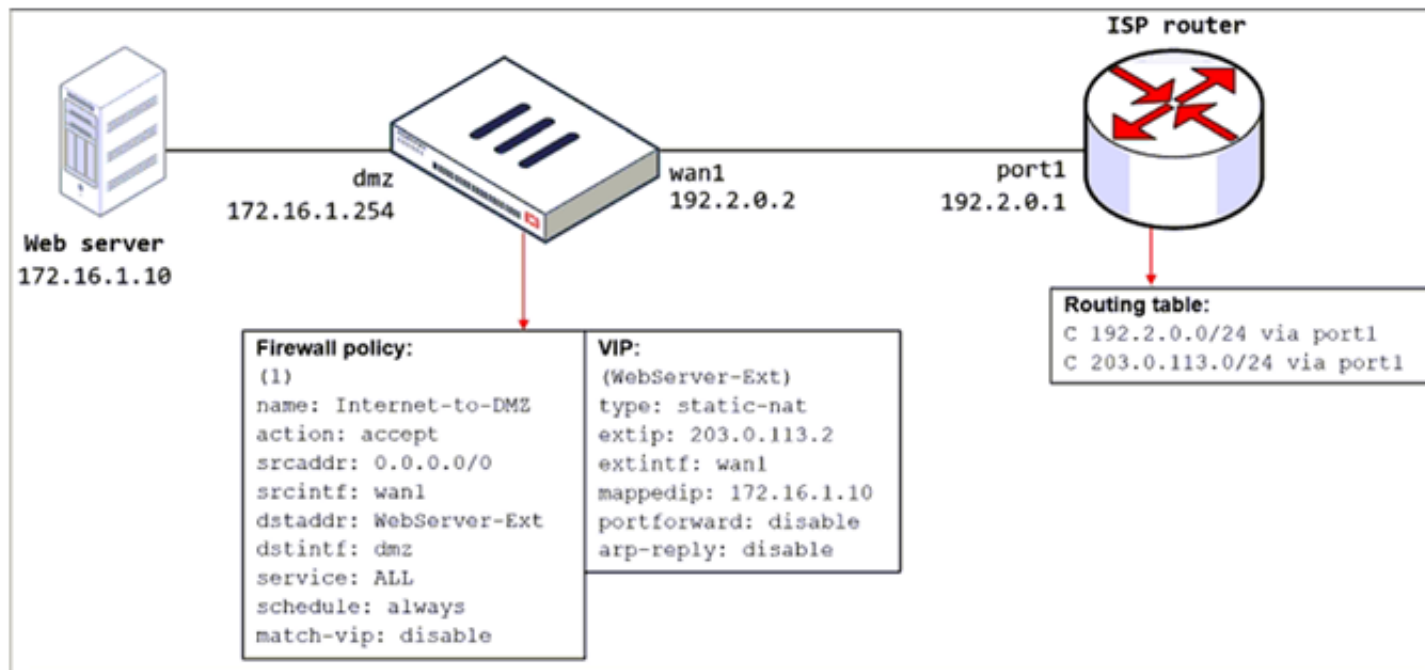 ISP router
dmz
172.16.1.254
wan1
192.2.0.2
port1
192.2.0.1
Web server
172.16.1.10
Firewall policy:
(1)
name: Internet-to-DMZ
action: accept
srcaddr: 0.0.0.0/0
srcintf: wan1
dstaddr: WebServer-Ext
dstintf: dmz
service: ALL
schedule: always
match-vip: disable
VIP:
(WebServer-Ext)
type: static-nat
extip: 203.0.113.2
extintf: wan1
mappedip: 172.16.1.10
portforward: disable
arp-reply: disable
Routing table:
C 192.2.0.0/24 via port1
C 203.0.113.0/24 via port1